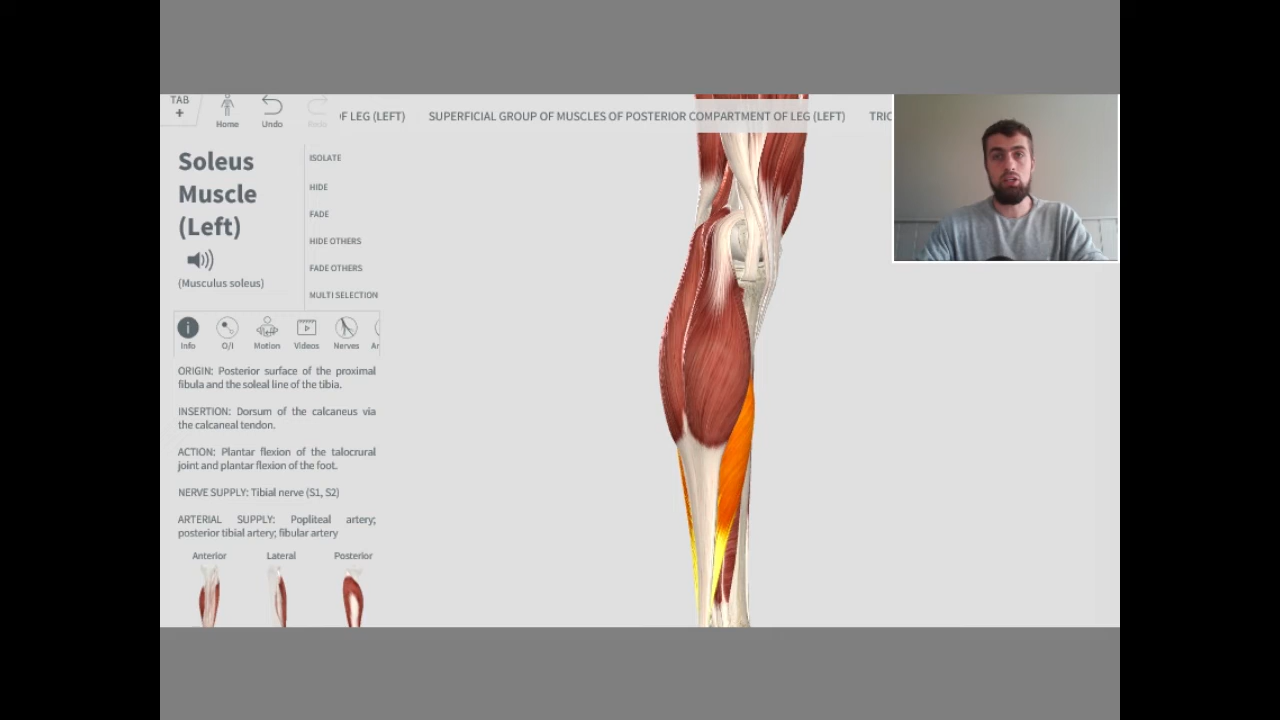 TAB
+
Home
Undo
Redo
OF LEG (LEFT)
SUPERFICIAL GROUP OF MUSCLES OF POSTERIOR COMPARTMENT OF LEG (LEFT)
TRIC
Soleus
Muscle
(Left)
(Musculus soleus)
ISOLATE
HIDE
FADE
HIDE OTHERS
FADE OTHERS
MULTI SELECTION
i
Info
O/I
Motion
Videos
Nerves
Ar
ORIGIN: Posterior surface of the proximal
fibula and the soleal line of the tibia.
INSERTION: Dorsum of the calcaneus via
the calcaneal tendon.
ACTION: Plantar flexion of the talocrural
joint and plantar flexion of the foot.
NERVE SUPPLY: Tibial nerve (S1, S2)
ARTERIAL SUPPLY: Popliteal artery;
posterior tibial artery; fibular artery
Anterior
Lateral
Posterior